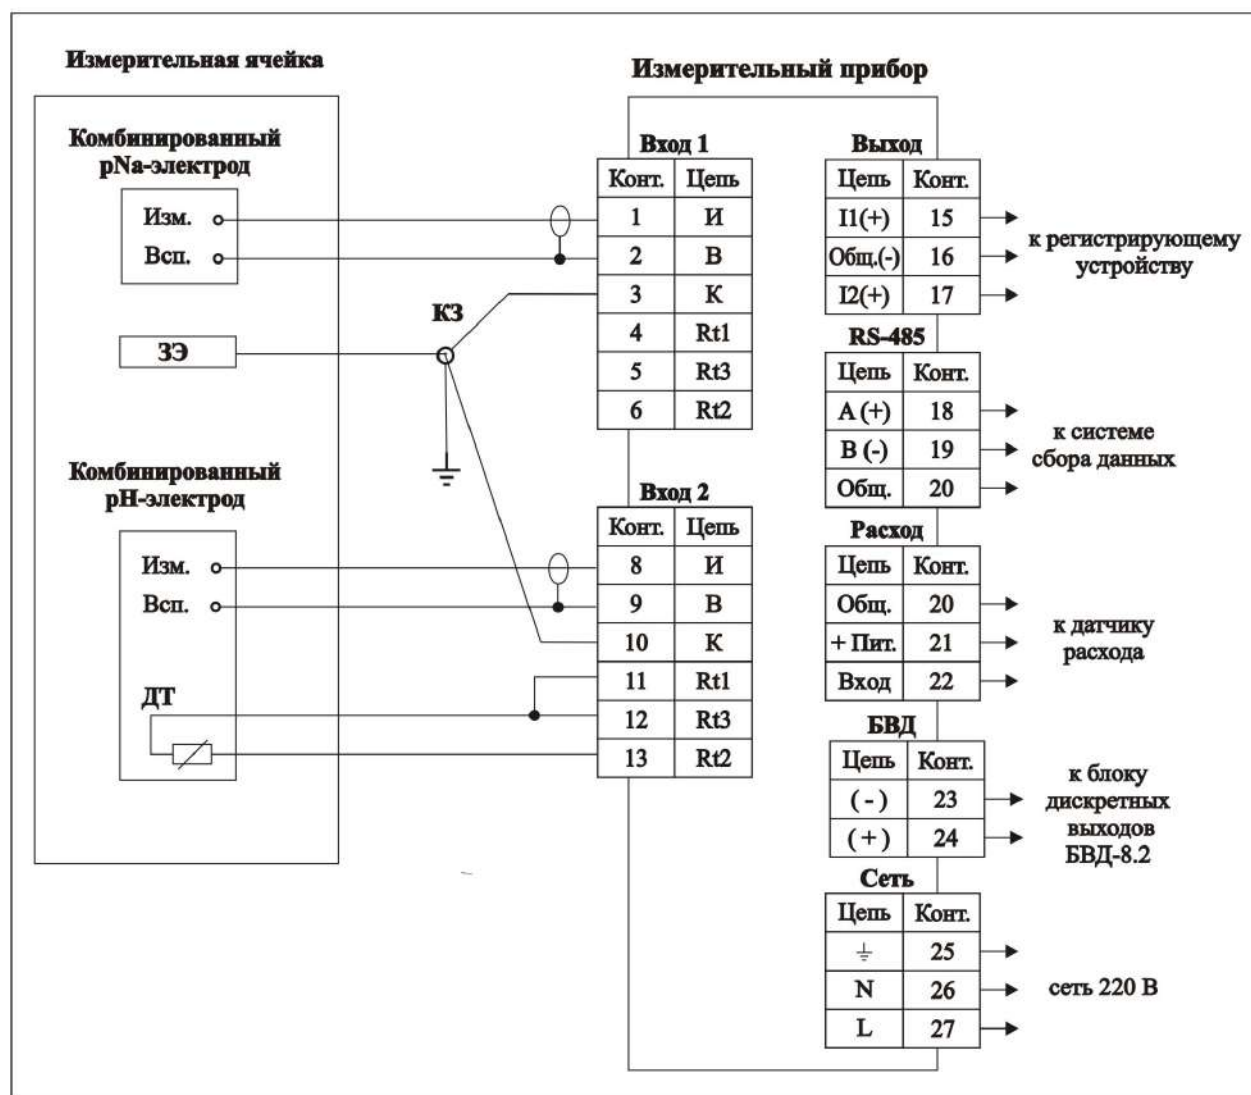 Измерительная ячейка
Измерительный прибор
Комбинированный
pNa-электрод
Изм.
Всп.
ЗЭ
КЗ
Комбинированный
pH-электрод
Изм.
Всп.
ДТ
Вход 1
Конт. Цепь
1 И
2 В
3 К
4 Rt1
5 Rt3
6 Rt2
Вход 2
Конт. Цепь
8 И
9 В
10 К
11 Rt1
12 Rt3
13 Rt2
Выход
Цепь Конт.
I1(+) 15
Общ.(-) 16
I2(+) 17
к регистрирующему
устройству
RS-485
Цепь Конт.
A (+) 18
B (-) 19
Общ. 20
к системе
сбора данных
Расход
Цепь Конт.
Общ. 20
+ Пит. 21
Вход 22
к датчику
расхода
БВД
Цепь Конт.
( - ) 23
( + ) 24
к блоку
дискретных
выходов
БВД-8.2
Сеть
Цепь Конт.
25
N 26
L 27
сеть 220 В